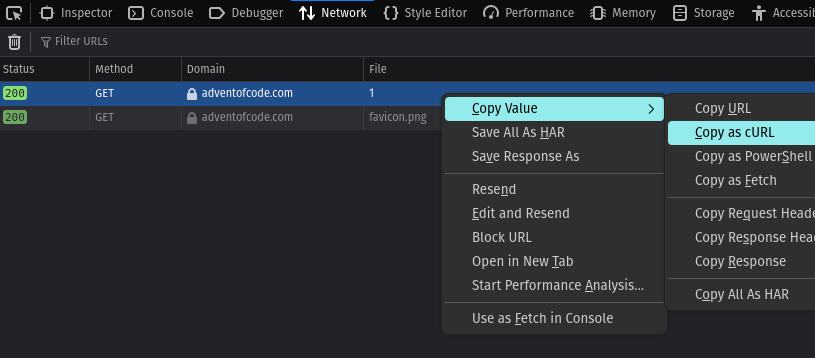 Inspector Console Debugger Network Style Editor Performance Memory Storage Accessib
Filter URLs
Status Method Domain File
200 GET adventofcode.com 1
200 GET adventofcode.com favicon.png
Copy Value
Save All As HAR
Save Response As
Resend
Edit and Resend
Block URL
Open in New Tab
Start Performance Analysis...
Use as Fetch in Console
Copy URL
Copy as cURL
Copy as PowerShell
Copy as Fetch
Copy Request Heade
Copy Response Hea
Copy Response
Copy All As HAR